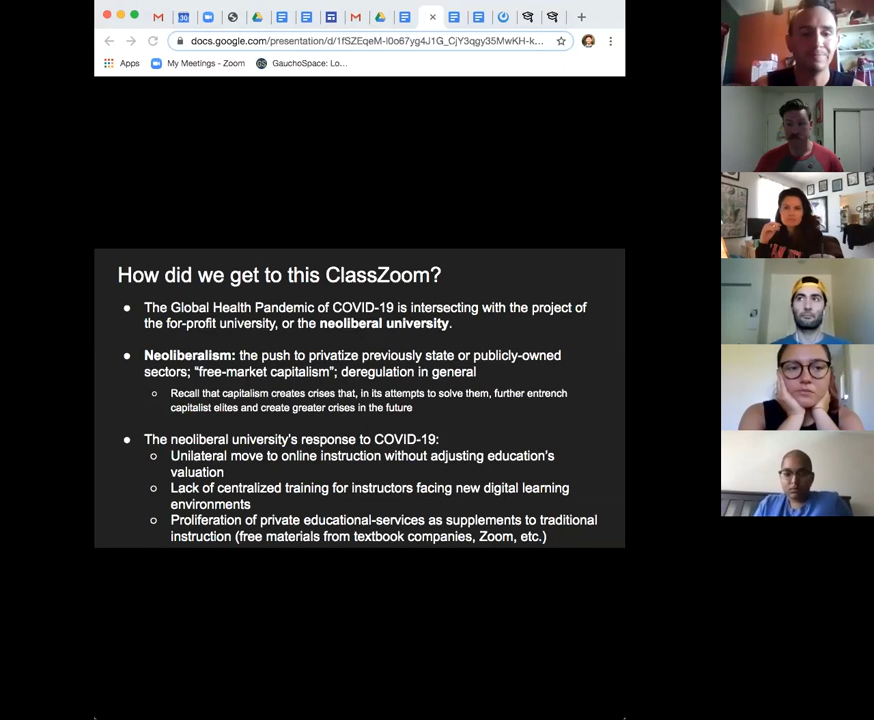 30
docs.google.com/presentation/d/1fSZEqeM-I0o67yg4J1G_CjY3qgy35MwKH-k...
Apps My Meetings - Zoom GauchoSpace: Lo...
How did we get to this ClassZoom?
● The Global Health Pandemic of COVID-19 is intersecting with the project of
the for-profit university, or the neoliberal university.
● Neoliberalism: the push to privatize previously state or publicly-owned
sectors; “free-market capitalism”; deregulation in general
○ Recall that capitalism creates crises that, in its attempts to solve them, further entrench
capitalist elites and create greater crises in the future
● The neoliberal university’s response to COVID-19:
○ Unilateral move to online instruction without adjusting education’s
valuation
○ Lack of centralized training for instructors facing new digital learning
environments
○ Proliferation of private educational-services as supplements to traditional
instruction (free materials from textbook companies, Zoom, etc.)